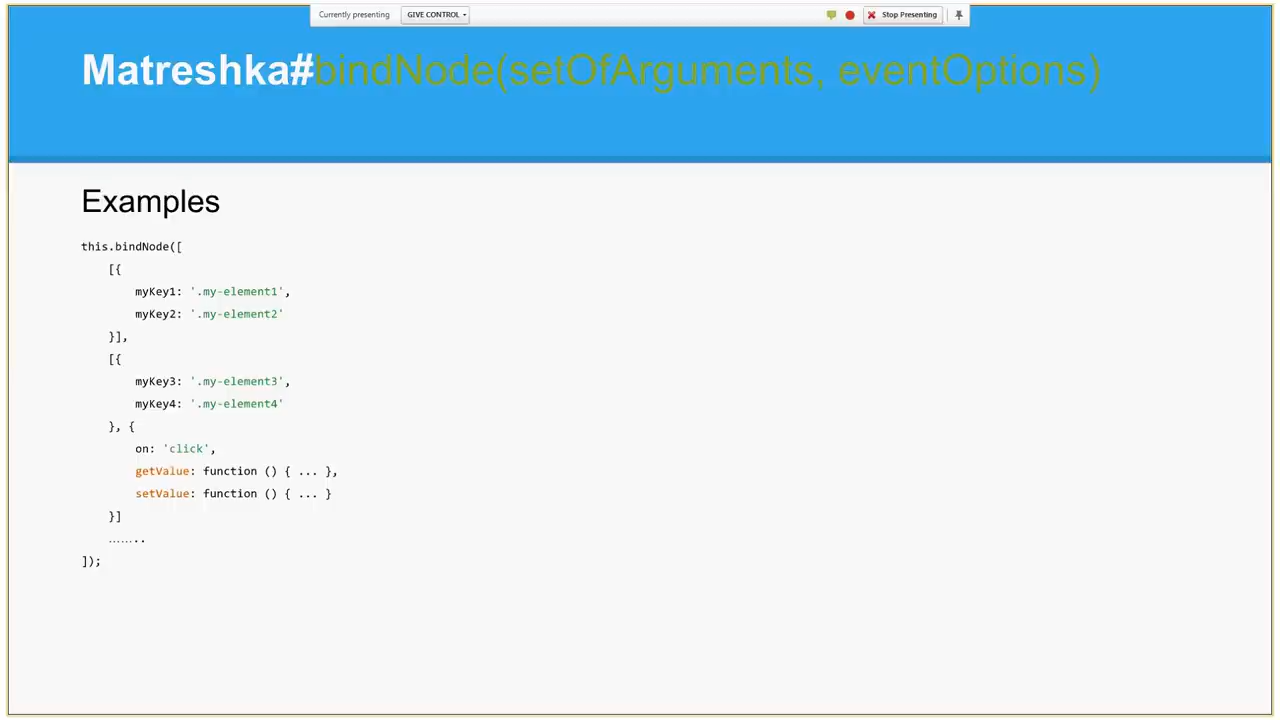 Currently presenting GIVE CONTROL Stop Presenting
Matreshka#bindNode(setOfArguments, eventOptions)
Examples
this.bindNode([
[{
myKey1: '.my-element1',
myKey2: '.my-element2'
}],
[{
myKey3: '.my-element3',
myKey4: '.my-element4'
}, {
on: 'click',
getValue: function () { ... },
setValue: function () { ... }
}]
……..
]);